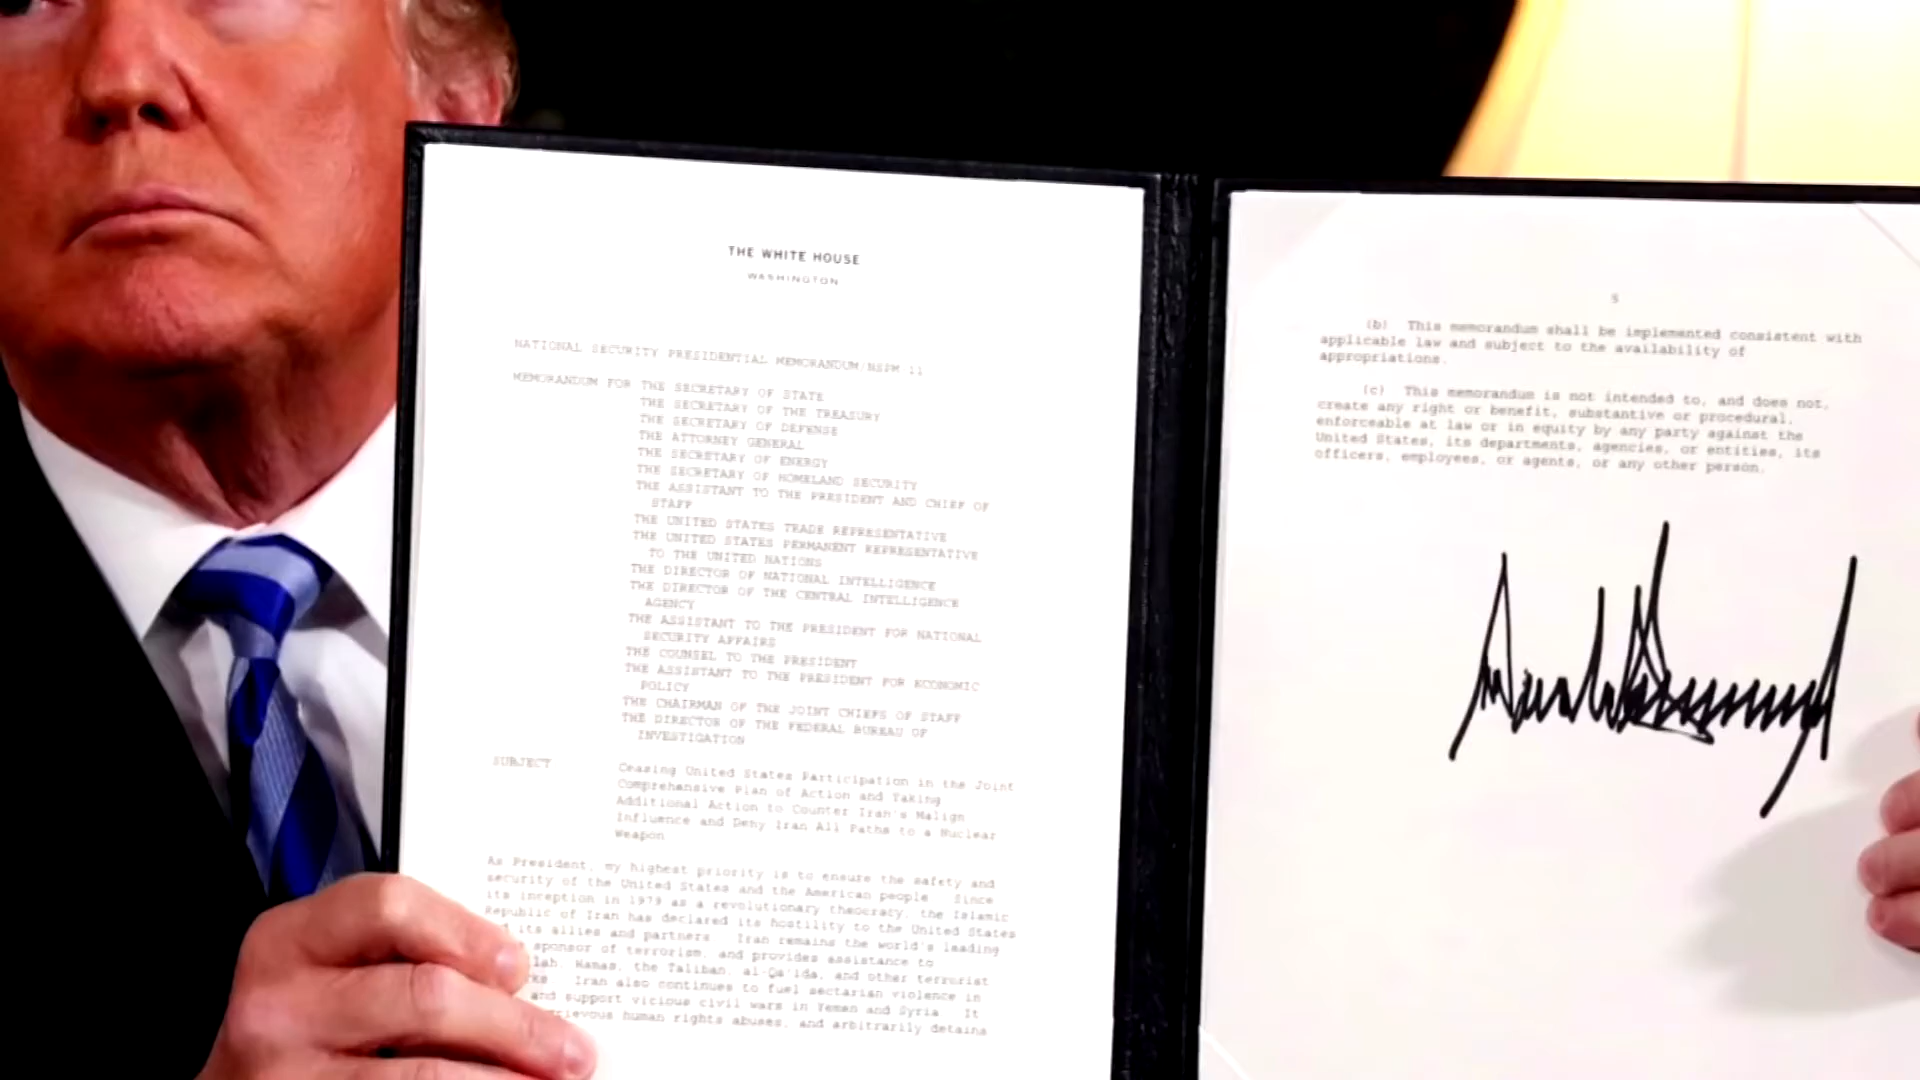 THE WHITE HOUSE
WASHINGTON
NATIONAL SECURITY PRESIDENTIAL MEMORANDUM/NSPM-11
MEMORANDUM FOR THE SECRETARY OF STATE
THE SECRETARY OF THE TREASURY
THE SECRETARY OF DEFENSE
THE ATTORNEY GENERAL
THE SECRETARY OF ENERGY
THE SECRETARY OF HOMELAND SECURITY
THE ASSISTANT TO THE PRESIDENT AND CHIEF OF
STAFF
THE UNITED STATES TRADE REPRESENTATIVE
THE UNITED STATES PERMANENT REPRESENTATIVE
TO THE UNITED NATIONS
THE DIRECTOR OF NATIONAL INTELLIGENCE
THE DIRECTOR OF THE CENTRAL INTELLIGENCE
AGENCY
THE ASSISTANT TO THE PRESIDENT FOR NATIONAL
SECURITY AFFAIRS
THE COUNSEL TO THE PRESIDENT
THE ASSISTANT TO THE PRESIDENT FOR ECONOMIC
POLICY
THE CHAIRMAN OF THE JOINT CHIEFS OF STAFF
THE DIRECTOR OF THE FEDERAL BUREAU OF
INVESTIGATION
SUBJECT Ceasing United States Participation in the Joint
Comprehensive Plan of Action and Taking
Additional Action to Counter Iran's Malign
Influence and Deny Iran All Paths to a Nuclear
Weapon
As President, my highest priority is to ensure the safety and
security of the United States and the American people Since
its inception in 1979 as a revolutionary theocracy, the Islamic
Republic of Iran has declared its hostility to the United States
its allies and partners Iran remains the world's leading
sponsor of terrorism, and provides assistance to
lah, Hamas, the Taliban, al-Qa'ida, and other terrorist
rks Iran also continues to fuel sectarian violence in
and support vicious civil wars in Yemen and Syria It
rievous human rights abuses, and arbitrarily detains
5
(b) This memorandum shall be implemented consistent with
applicable law and subject to the availability of
appropriations.
(c) This memorandum is not intended to, and does not,
create any right or benefit, substantive or procedural,
enforceable at law or in equity by any party against the
United States, its departments, agencies, or entities, its
officers, employees, or agents, or any other person.